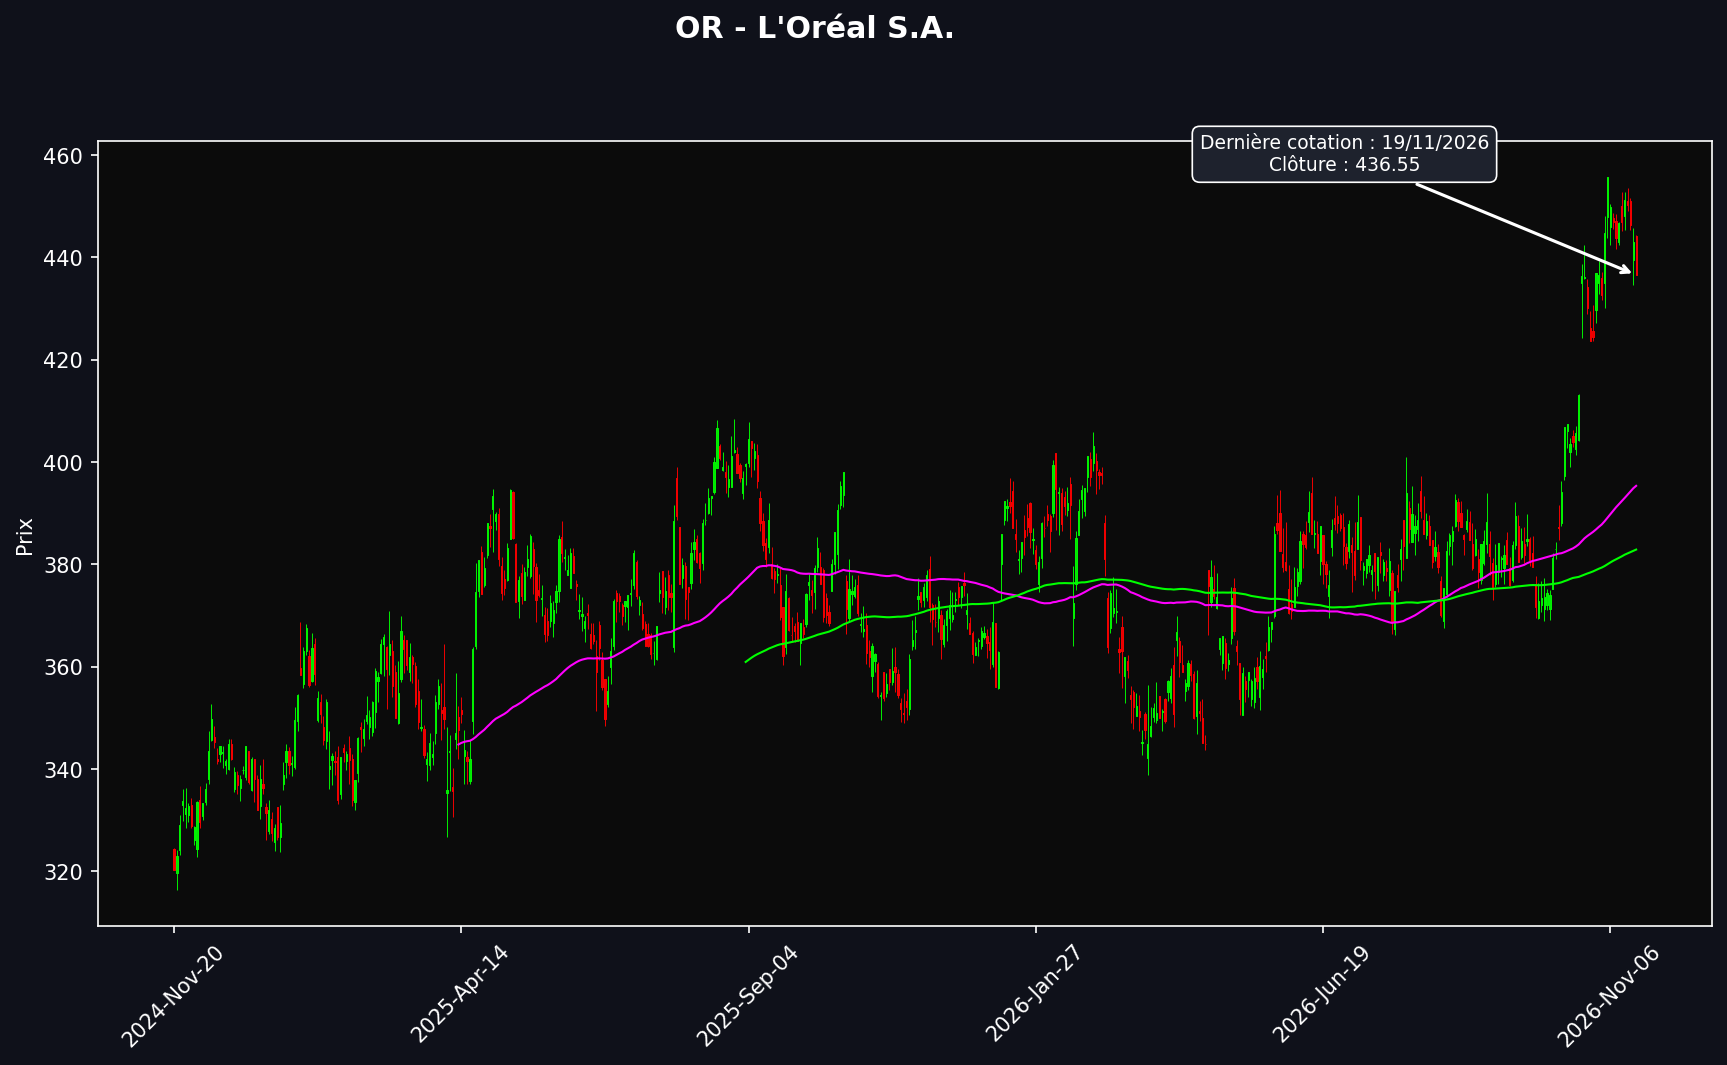 OR - L'Oréal S.A.
Dernière cotation : 19/11/2026
Clôture : 436.55
Prix
460
440
420
400
380
360
340
320
2024-Nov-20
2025-Apr-14
2025-Sep-04
2026-Jan-27
2026-Jun-19
2026-Nov-06